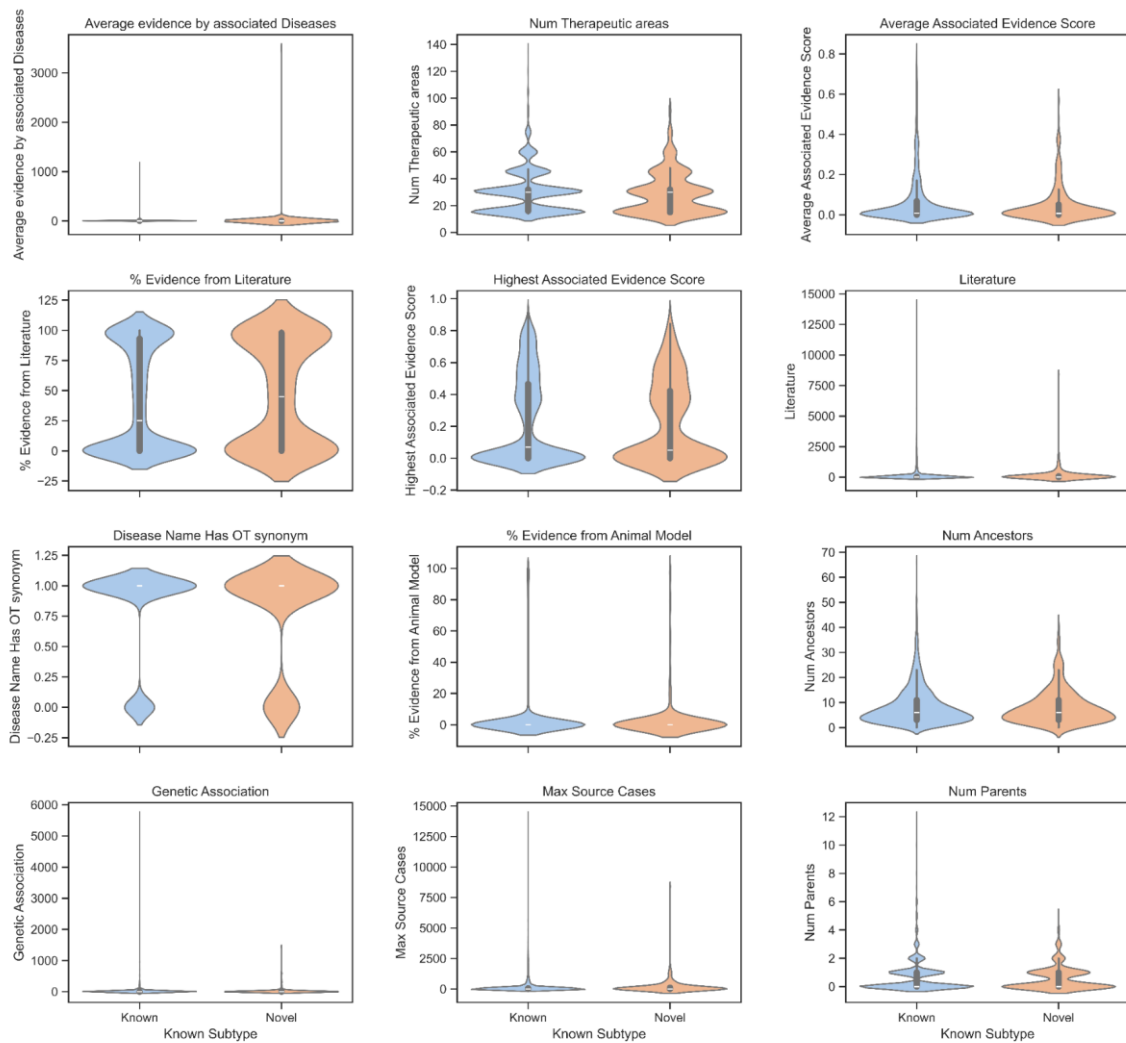 Average evidence by associated Diseases
Average evidence by associated Diseases
3000
2000
1000
0
Num Therapeutic areas
Num Therapeutic areas
140
120
100
80
60
40
20
0
Average Associated Evidence Score
Average Associated Evidence Score
0.8
0.6
0.4
0.2
0.0
% Evidence from Literature
% Evidence from Literature
125
100
75
50
25
0
−25
Highest Associated Evidence Score
Highest Associated Evidence Score
1.0
0.8
0.6
0.4
0.2
0.0
−0.2
Literature
Literature
15000
12500
10000
7500
5000
2500
0
Disease Name Has OT synonym
Disease Name Has OT synonym
1.25
1.00
0.75
0.50
0.25
0.00
−0.25
% Evidence from Animal Model
% Evidence from Animal Model
100
80
60
40
20
0
Num Ancestors
Num Ancestors
70
60
50
40
30
20
10
0
Genetic Association
Genetic Association
6000
5000
4000
3000
2000
1000
0
Known Novel
Known Subtype
Max Source Cases
Max Source Cases
15000
12500
10000
7500
5000
2500
0
Known Novel
Known Subtype
Num Parents
Num Parents
12
10
8
6
4
2
0
Known Novel
Known Subtype